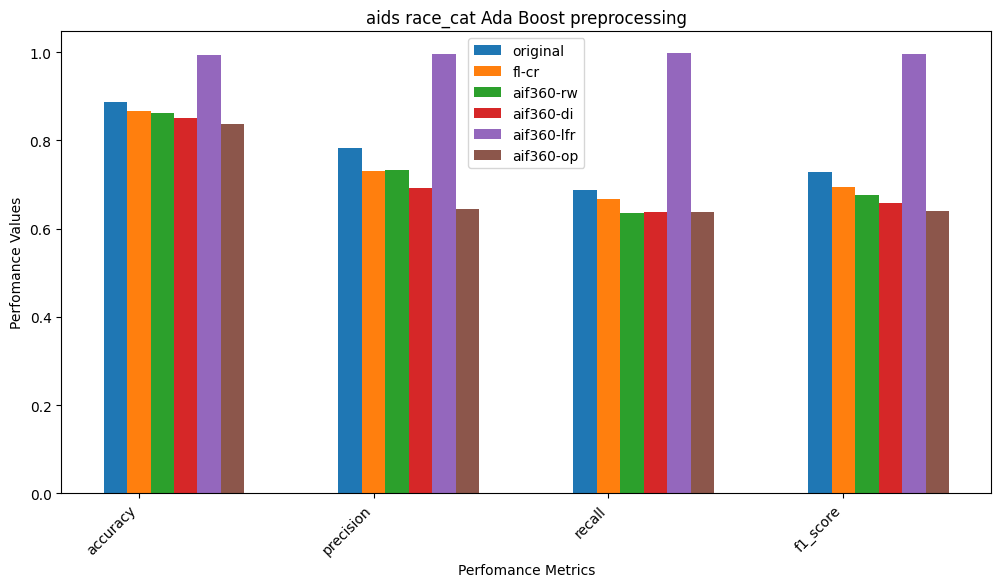 aids race_cat Ada Boost preprocessing
original
fl-cr
aif360-rw
aif360-di
aif360-lfr
aif360-op
1.0
0.8
0.6
0.4
0.2
0.0
Perfomance Values
accuracy
precision
recall
f1_score
Perfomance Metrics